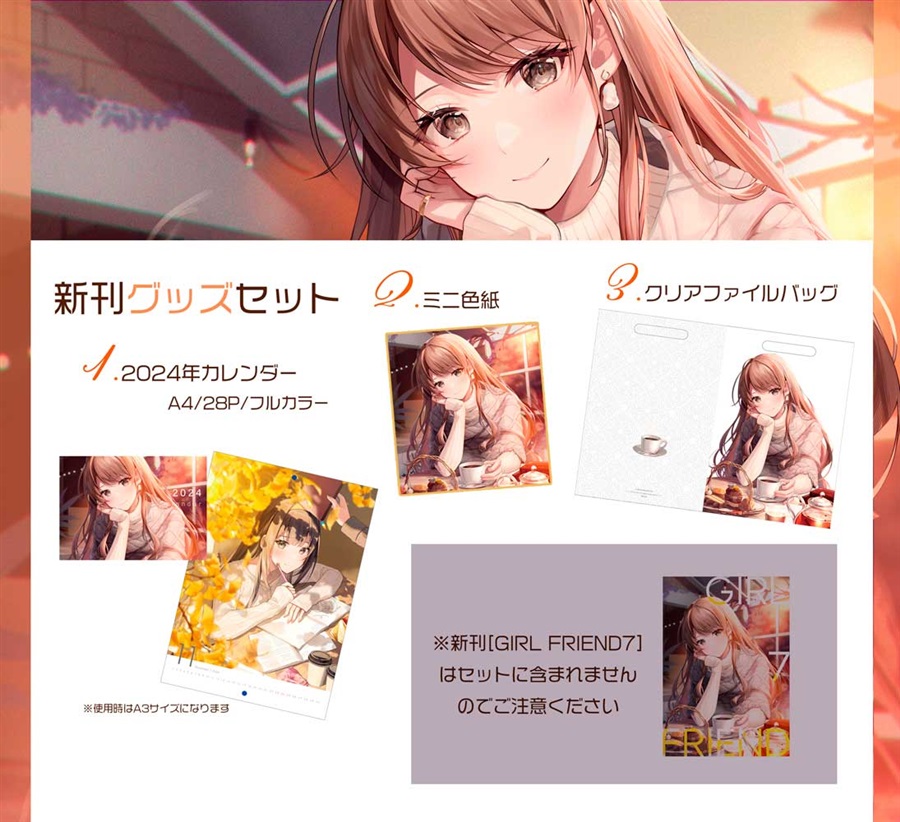 新刊グッズセット
1.2024年カレンダー
A4/28P/フルカラー
2024
11
※使用時はA3サイズになります
2.ミニ色紙
3.クリアファイルバッグ
※新刊[GIRL FRIEND7]
はセットに含まれません
のでご注意ください
GIRL
7
FRIEND